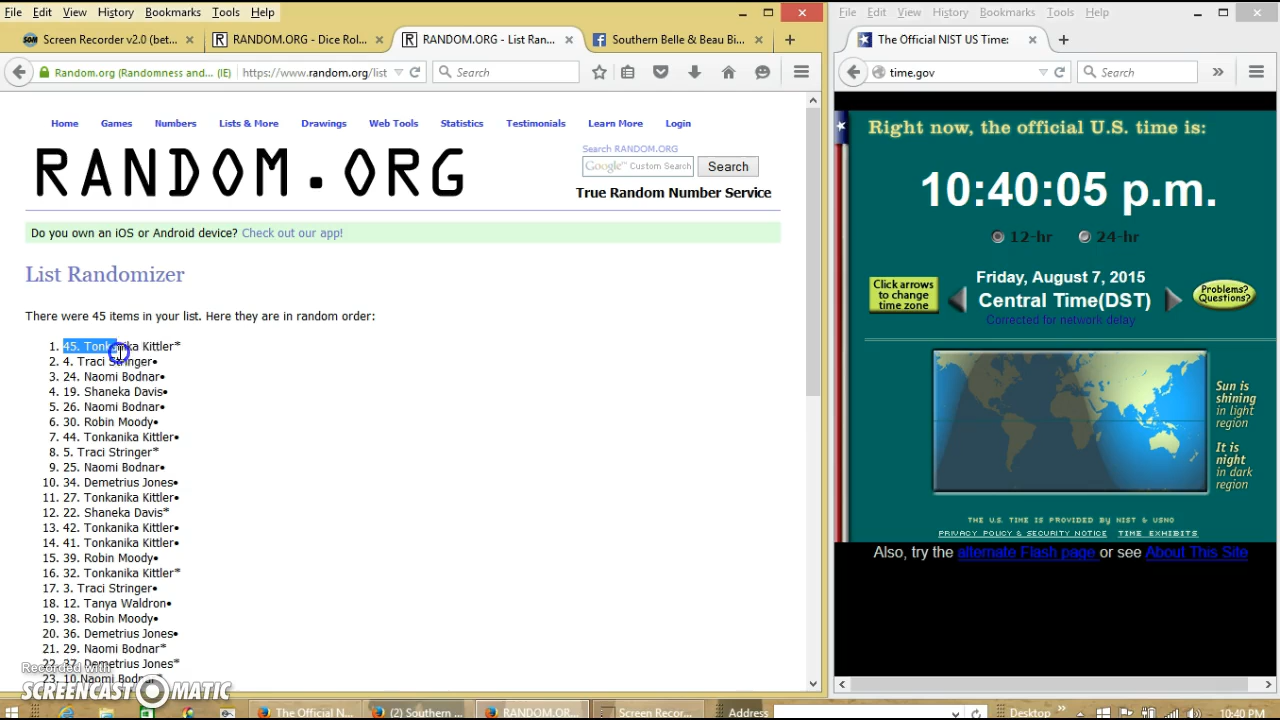 File Edit View History Bookmarks Tools Help
Screen Recorder v2.0 (bet... RANDOM.ORG - Dice Rol... RANDOM.ORG - List Ran... Southern Belle & Beau Bi...
Random.org (Randomness and... (IE) https://www.random.org/list Search
Home Games Numbers Lists & More Drawings Web Tools Statistics Testimonials Learn More Login
RANDOM.ORG
Search RANDOM.ORG
Google™ Custom Search Search
True Random Number Service
Do you own an iOS or Android device? Check out our app!
List Randomizer
There were 45 items in your list. Here they are in random order:
1. 45. Tonkanika Kittler*
2. 4. Traci Stringer•
3. 24. Naomi Bodnar•
4. 19. Shaneka Davis•
5. 26. Naomi Bodnar•
6. 30. Robin Moody•
7. 44. Tonkanika Kittler•
8. 5. Traci Stringer*
9. 25. Naomi Bodnar•
10. 34. Demetrius Jones•
11. 27. Tonkanika Kittler•
12. 22. Shaneka Davis*
13. 42. Tonkanika Kittler•
14. 41. Tonkanika Kittler•
15. 39. Robin Moody•
16. 32. Tonkanika Kittler*
17. 3. Traci Stringer•
18. 12. Tanya Waldron•
19. 38. Robin Moody•
20. 36. Demetrius Jones•
21. 29. Naomi Bodnar*
22. 37. Demetrius Jones*
23. 10. Naomi Bodnar•
Recorded with
SCREENCAST-O-MATIC
File Edit View History Bookmarks Tools Help
The Official NIST US Time:
time.gov Search
Right now, the official U.S. time is:
10:40:05 p.m.
12-hr 24-hr
Click arrows to change time zone
Friday, August 7, 2015
Central Time(DST)
Corrected for network delay
Problems? Questions?
Sun is shining in light region
It is night in dark region
THE U.S. TIME IS PROVIDED BY NIST & USNO
PRIVACY POLICY & SECURITY NOTICE TIME EXHIBITS
Also, try the alternate Flash page or see About This Site
The Official N... (2) Southern ... RANDOM.ORG... Screen Recor... Address Desktop 10:40 PM